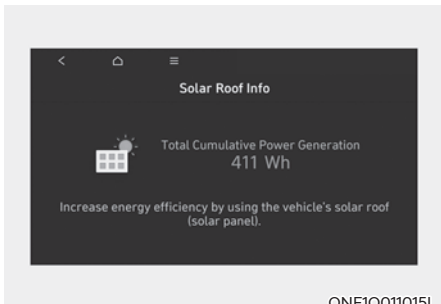 Solar Roof Info
Total Cumulative Power Generation
411 Wh
Increase energy efficiency by using the vehicle's solar roof
(solar panel).